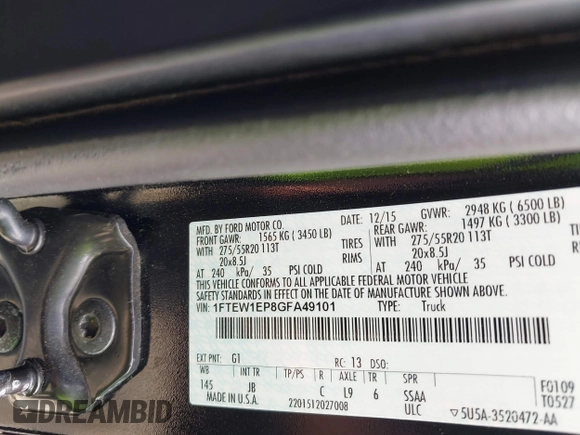 MFD. BY FORD MOTOR CO.
DATE: 12/15 GVWR: 2948 KG ( 6500 LB)
FRONT GAWR: 1565 KG ( 3450 LB) REAR GAWR: 1497 KG ( 3300 LB)
WITH 275/55R20 113T TIRES WITH 275/55R20 113T
20x8.5J RIMS 20x8.5J
AT 240 kPa/ 35 PSI COLD AT 240 kPa/ 35 PSI COLD
THIS VEHICLE CONFORMS TO ALL APPLICABLE FEDERAL MOTOR VEHICLE
SAFETY STANDARDS IN EFFECT ON THE DATE OF MANUFACTURE SHOWN ABOVE.
VIN: 1FTEW1EP8GFA49101 TYPE: Truck
EXT PNT: G1 RC: 13 DSO:
WB INT TR TP/PS R AXLE TR SPR
145 JB C L9 6 SSAA
ULC
F0109
T0527
MADE IN U.S.A. 2201512027008
5U5A-3520472-AA
DREAMBID